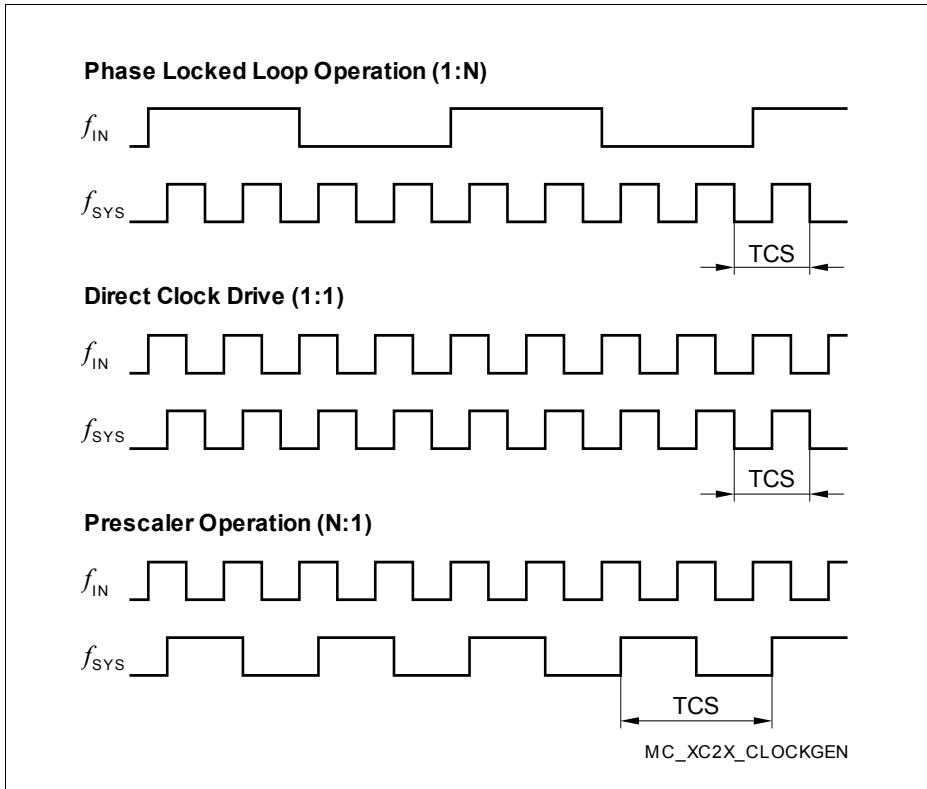 Phase Locked Loop Operation (1:N)
fIN
fSYS
TCS
Direct Clock Drive (1:1)
fIN
fSYS
TCS
Prescaler Operation (N:1)
fIN
fSYS
TCS
MC_XC2X_CLOCKGEN